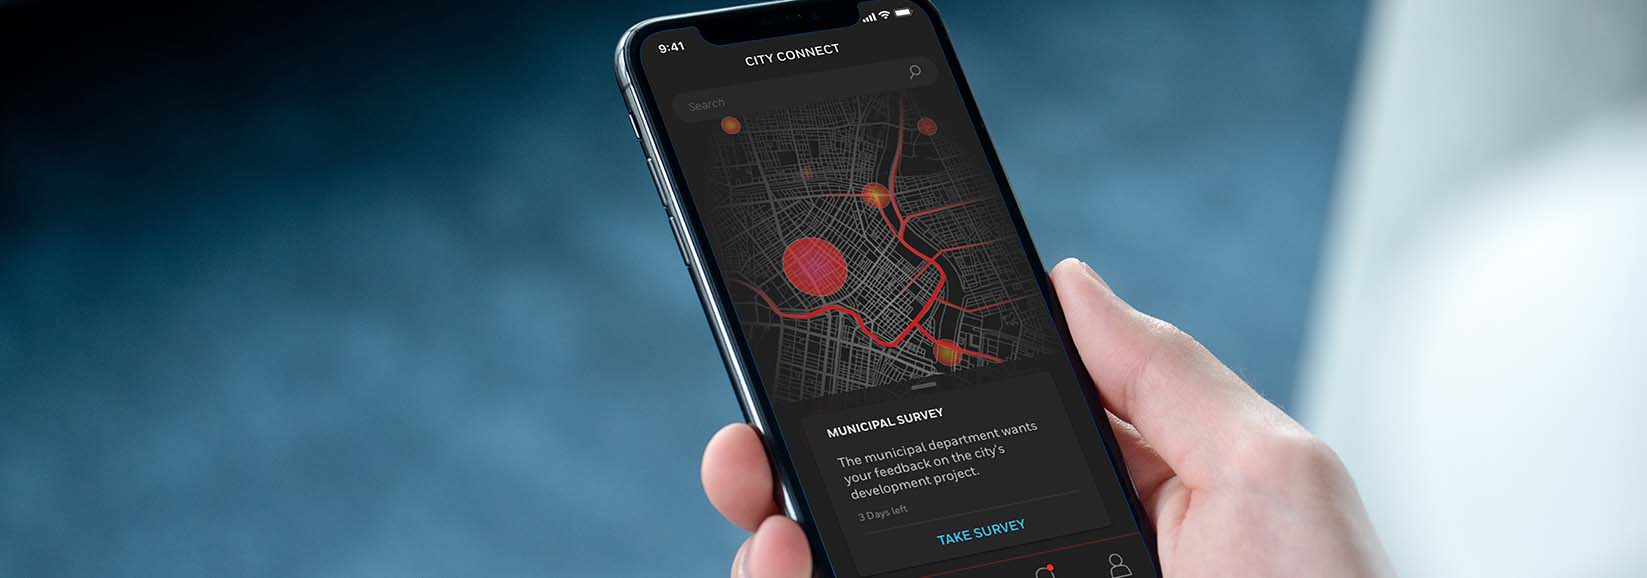 9:41
CITY CONNECT
Search
MUNICIPAL SURVEY
The municipal department wants
your feedback on the city's
development project.
3 Days left
TAKE SURVEY